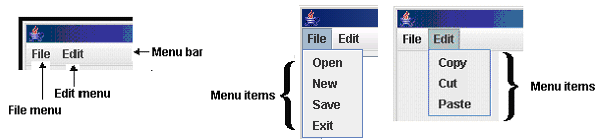 File Edit
Menu bar
Edit menu
File menu
File Edit
Open
New
Save
Exit
Menu items
File Edit
Copy
Cut
Paste
Menu items